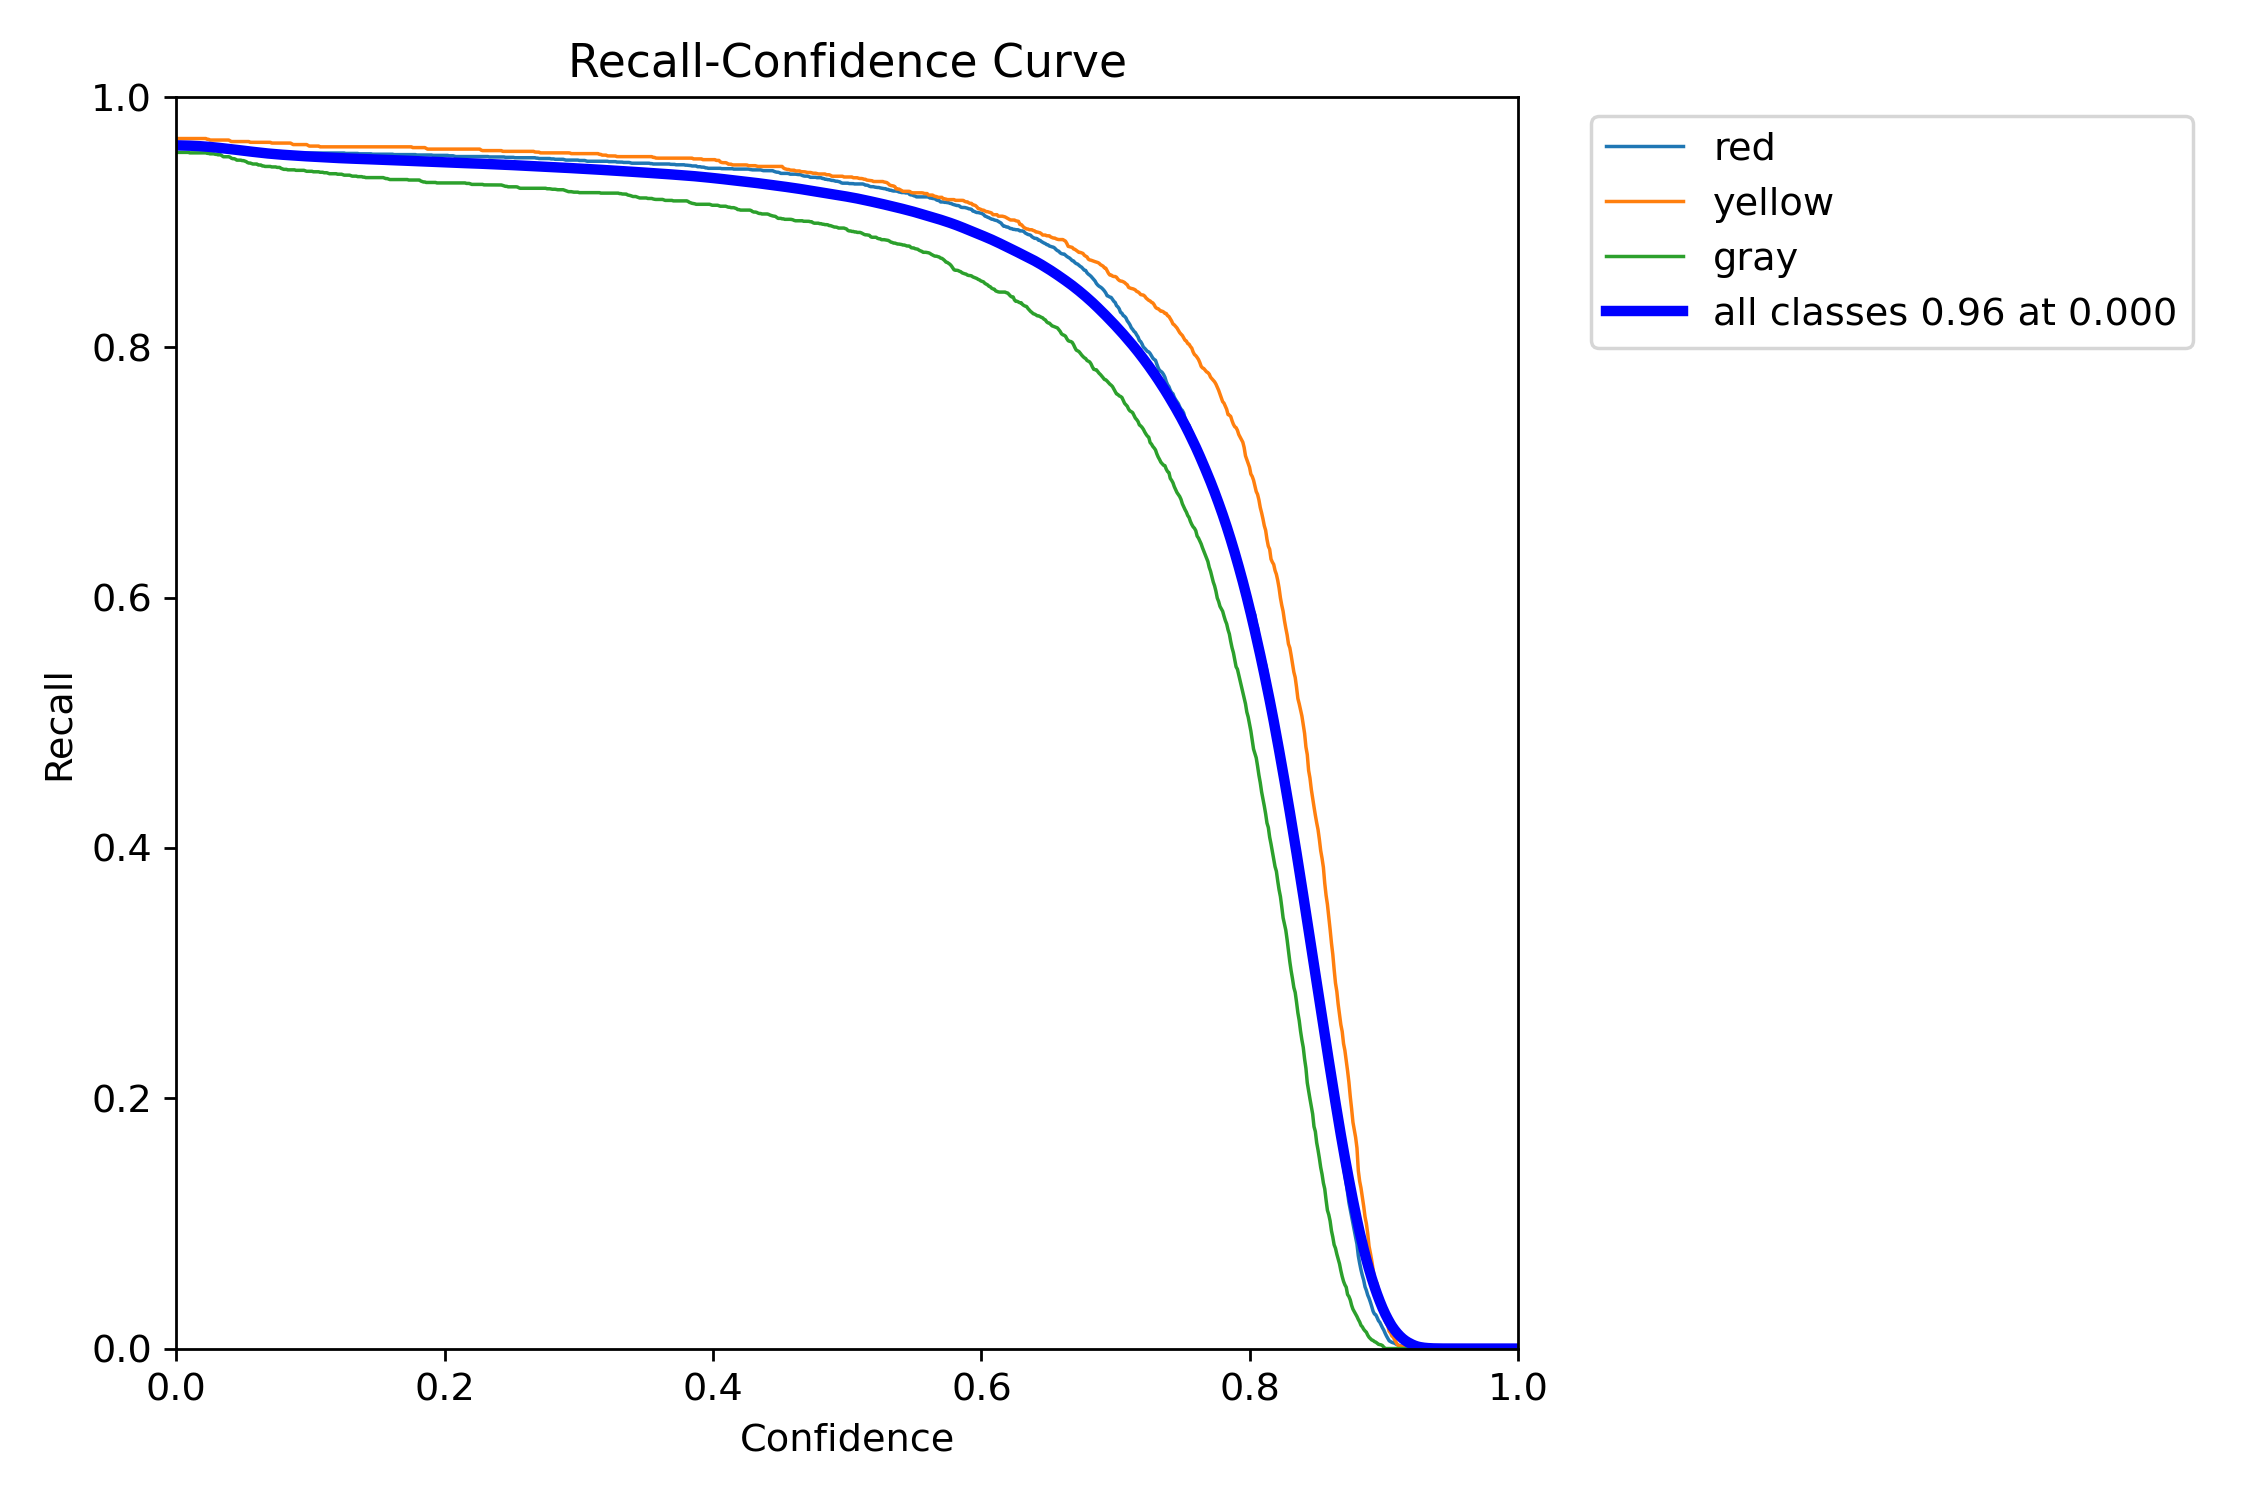 Recall-Confidence Curve
1.0
0.8
0.6
0.4
0.2
0.0
Recall
0.0 0.2 0.4 0.6 0.8 1.0
Confidence
red
yellow
gray
all classes 0.96 at 0.000